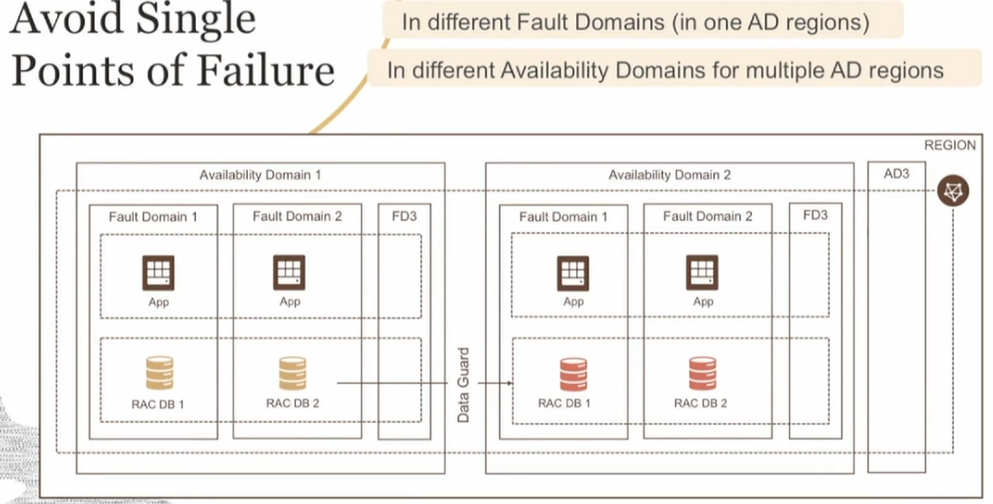 Avoid Single
Points of Failure
In different Fault Domains (in one AD regions)
In different Availability Domains for multiple AD regions
REGION
Availability Domain 1
Availability Domain 2
AD3
Fault Domain 1
Fault Domain 2
FD3
Fault Domain 1
Fault Domain 2
FD3
App
App
App
App
Data Guard
RAC DB 1
RAC DB 2
RAC DB 1
RAC DB 2